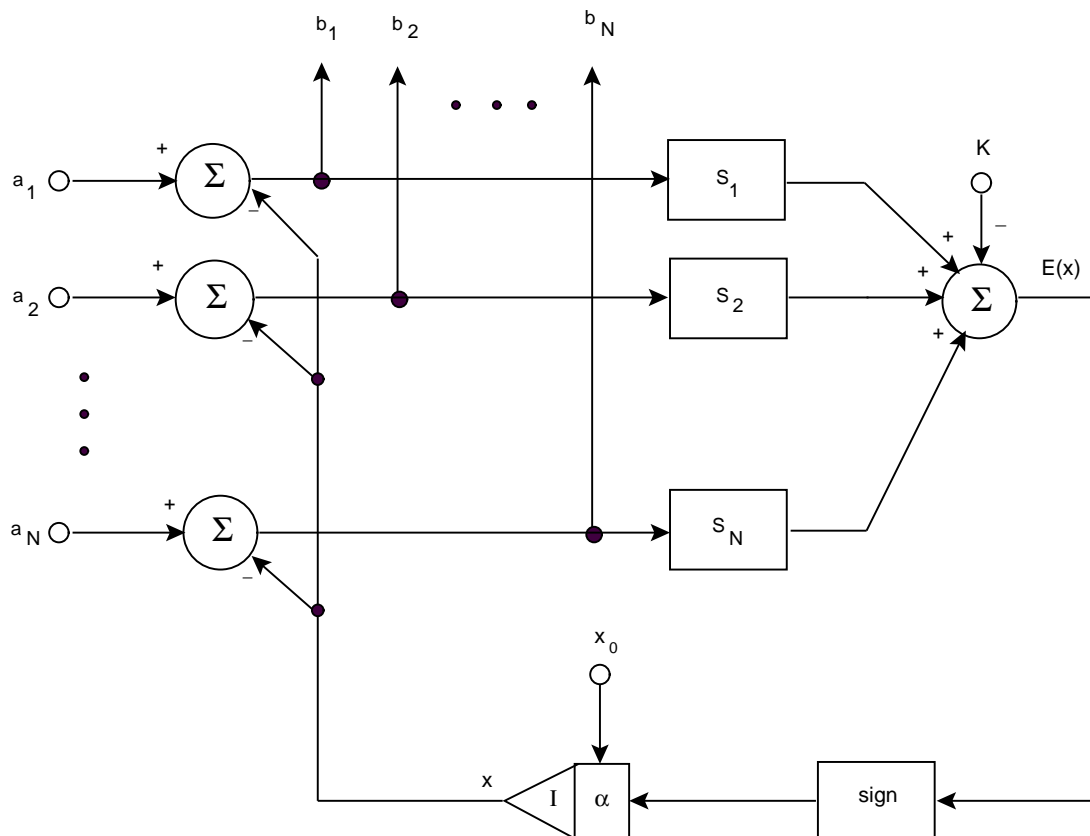 b1 b2 bN
a1 + Σ − S1 K
a2 + Σ − S2 + + + − Σ E(x)
aN + Σ − SN
x0
x I α sign